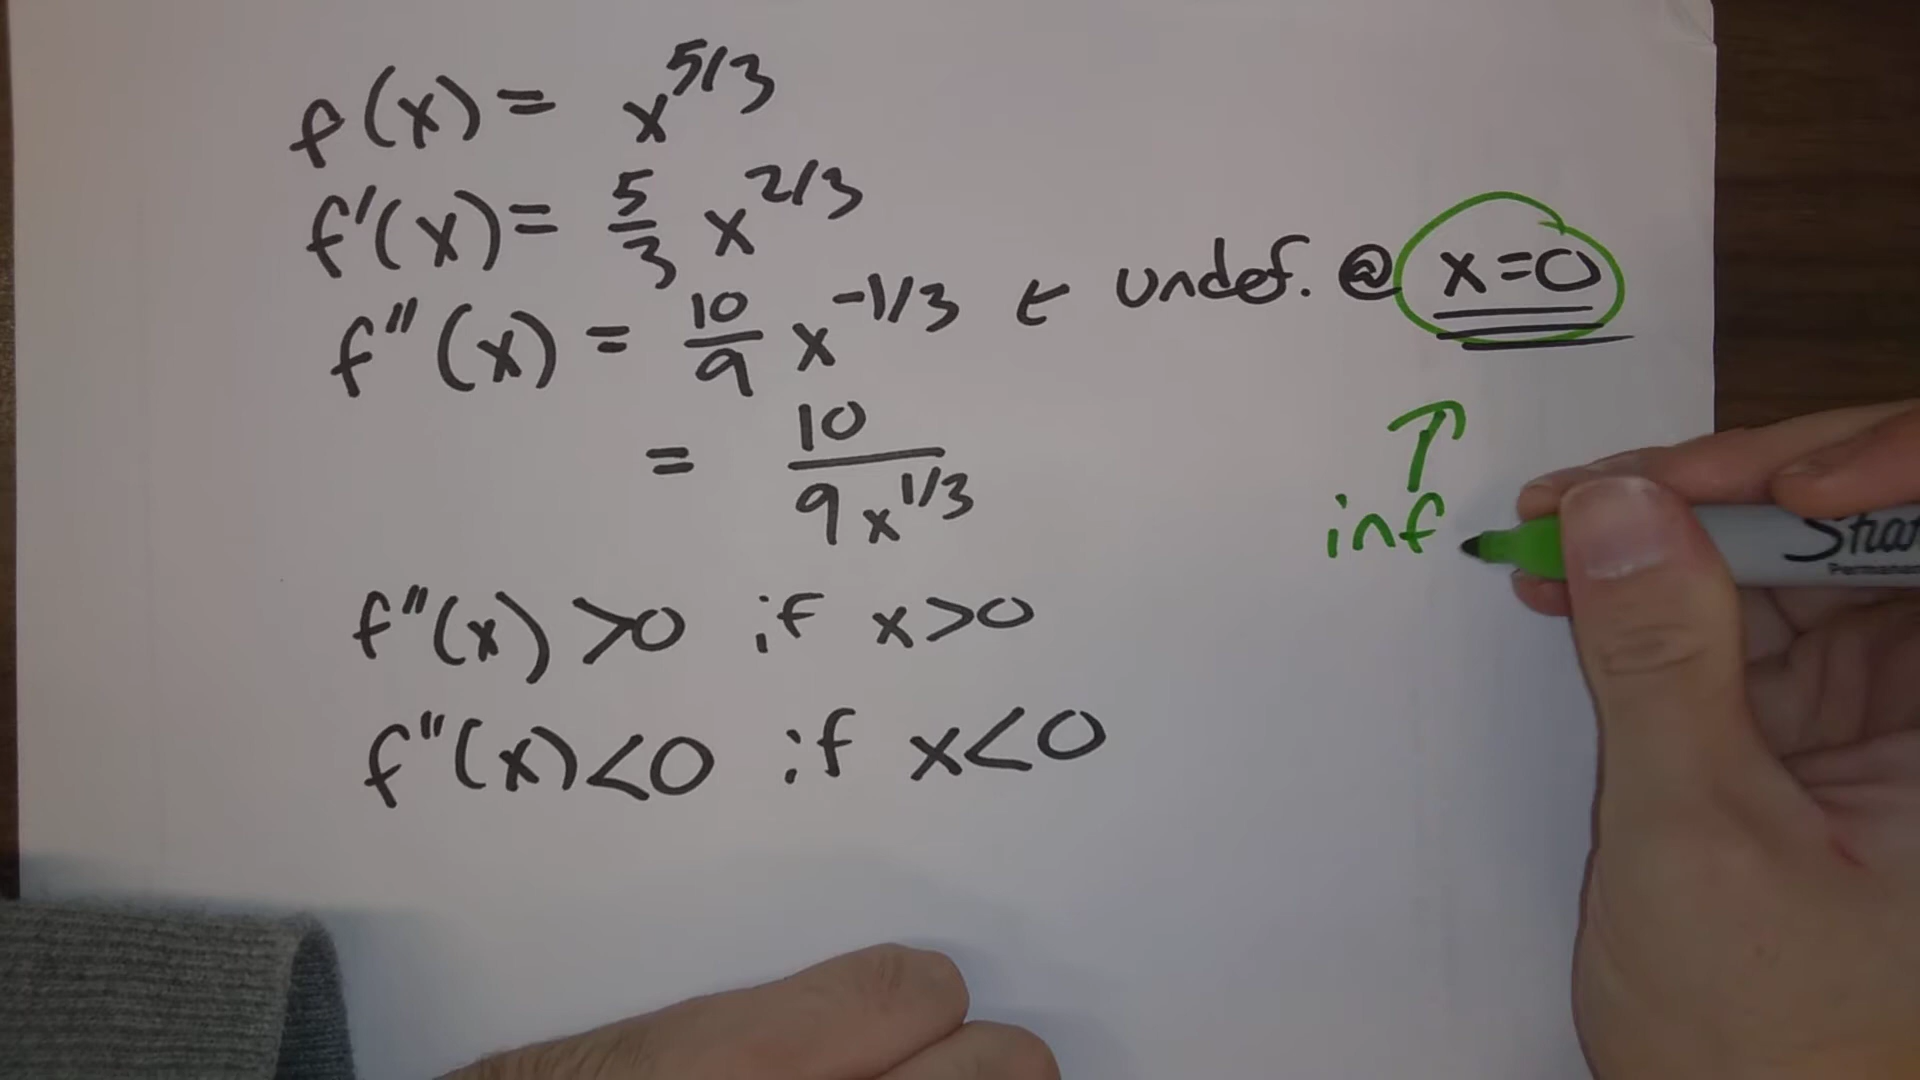 f(x) = x^5/3
f'(x) = 5/3 x^2/3
f''(x) = 10/9 x^-1/3 ← undef. @ x=0
= 10/9x^1/3
inf
f''(x) >0 if x>0
f''(x) <0 if x<0